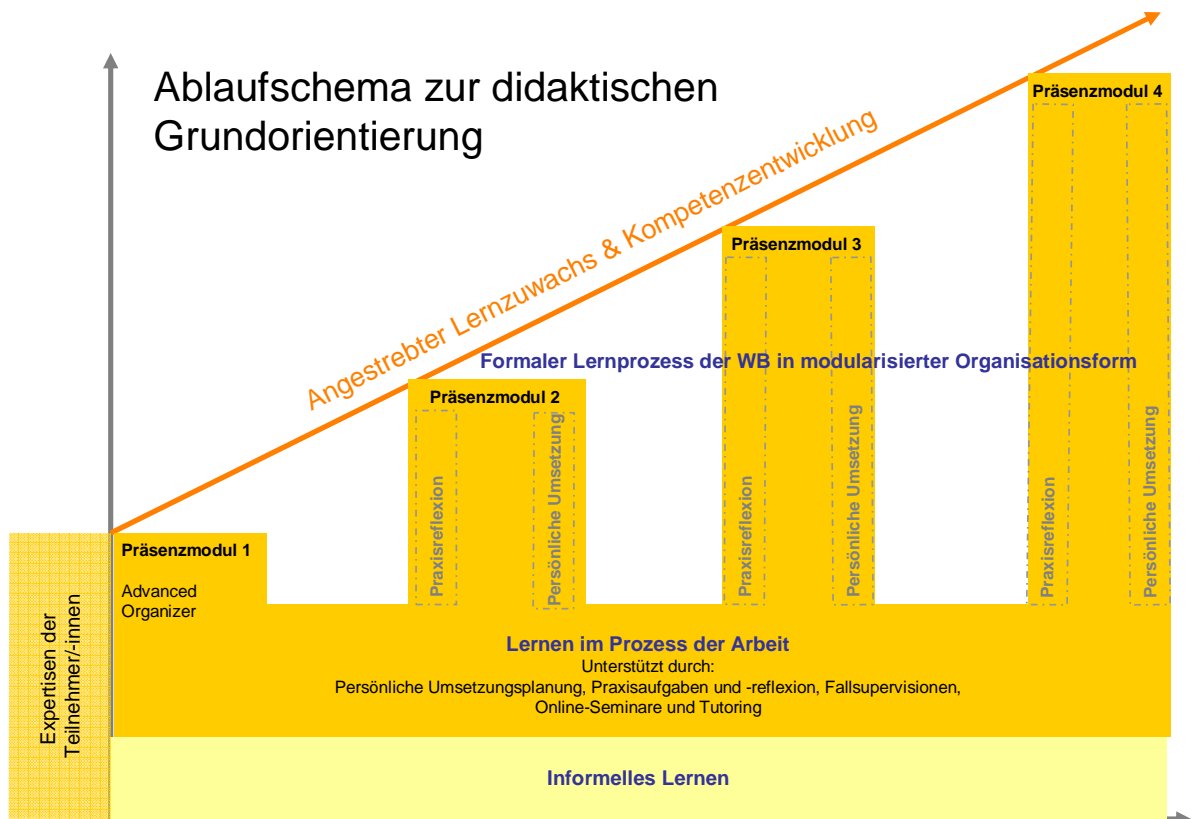 Ablaufschema zur didaktischen
Grundorientierung
Angestrebter Lernzuwachs & Kompetenzentwicklung
Präsenzmodul 4
Präsenzmodul 3
Formaler Lernprozess der WB in modularisierter Organisationsform
Präsenzmodul 2
Praxisreflexion
Persönliche Umsetzung
Praxisreflexion
Persönliche Umsetzung
Praxisreflexion
Persönliche Umsetzung
Präsenzmodul 1
Advanced
Organizer
Expertisen der
Teilnehmer/-innen
Lernen im Prozess der Arbeit
Unterstützt durch:
Persönliche Umsetzungsplanung, Praxisaufgaben und -reflexion, Fallsupervisionen,
Online-Seminare und Tutoring
Informelles Lernen